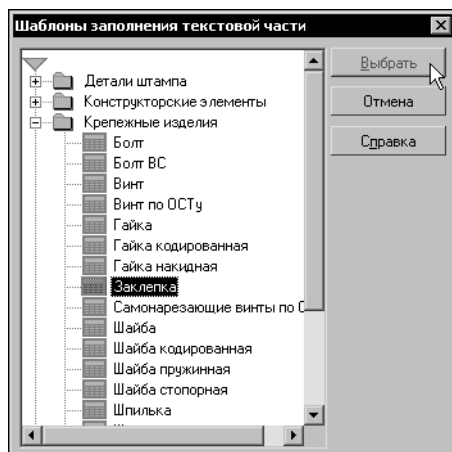 Шаблоны заполнения текстовой части
Выбрать
Отмена
Справка
Детали штампа
Конструкторские элементы
Крепежные изделия
Болт
Болт ВС
Винт
Винт по ОСТу
Гайка
Гайка кодированная
Гайка накидная
Заклепка
Самонарезающие винты по
Шайба
Шайба кодированная
Шайба пружинная
Шайба стопорная
Шпилька